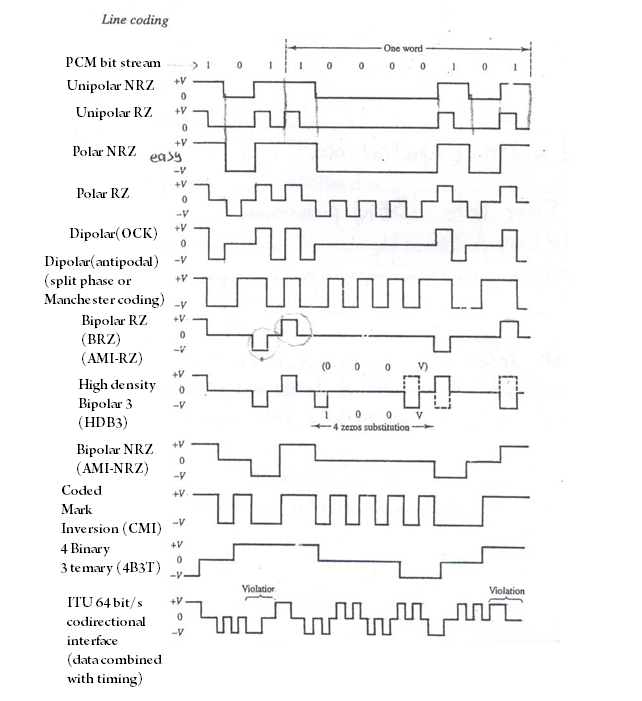 Line coding
One word
PCM bit stream 1 0 1 1 0 0 0 0 1 0 1
Unipolar NRZ +V 0
Unipolar RZ +V 0
Polar NRZ easy +V −V
Polar RZ +V 0 −V
Dipolar(OCK) +V 0 −V
Dipolar(antipodal)
(split phase or +V
Manchester coding) −V
Bipolar RZ +V
(BRZ) 0
(AMI-RZ) −V
(0 0 0 V)
High density +V
Bipolar 3 0
(HDB3) −V
1 0 0 V
4 zeros substitution
Bipolar NRZ +V
(AMI-NRZ) 0
−V
Coded +V
Mark
Inversion (CMI) −V
4 Binary +V
3 ternary (4B3T) 0
−V
Violation Violation
ITU 64 bit/s +V
codirectional 0
interface −V
(data combined
with timing)